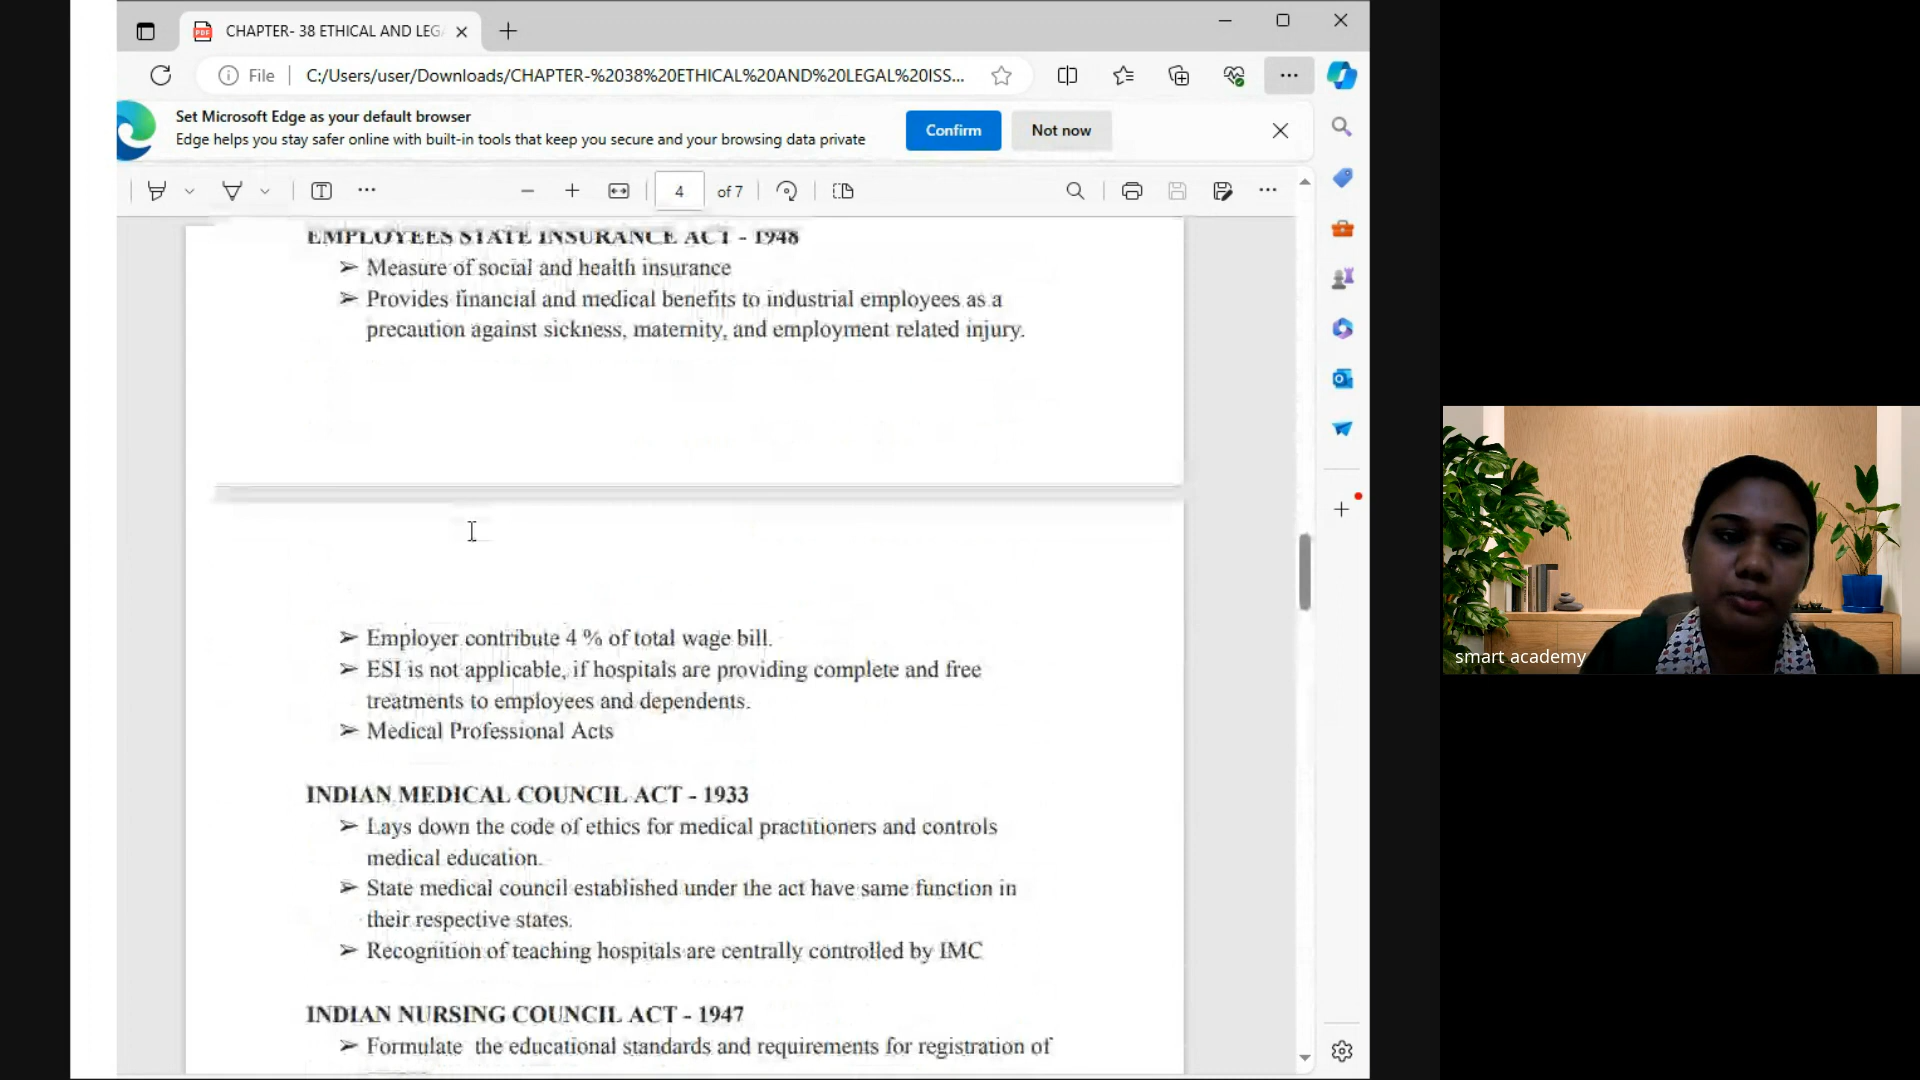 CHAPTER- 38 ETHICAL AND LEG
File
C:/Users/user/Downloads/CHAPTER-%2038%20ETHICAL%20AND%20LEGAL%20ISS...
Set Microsoft Edge as your default browser
Edge helps you stay safer online with built-in tools that keep you secure and your browsing data private
Confirm
Not now
4 of 7
EMPLOYEES STATE INSURANCE ACT - 1948
➢ Measure of social and health insurance
➢ Provides financial and medical benefits to industrial employees as a
precaution against sickness, maternity, and employment related injury.
➢ Employer contribute 4 % of total wage bill.
➢ ESI is not applicable, if hospitals are providing complete and free
treatments to employees and dependents.
➢ Medical Professional Acts
INDIAN MEDICAL COUNCIL ACT - 1933
➢ Lays down the code of ethics for medical practitioners and controls
medical education.
➢ State medical council established under the act have same function in
their respective states.
➢ Recognition of teaching hospitals are centrally controlled by IMC
INDIAN NURSING COUNCIL ACT - 1947
➢ Formulate the educational standards and requirements for registration of
smart academy